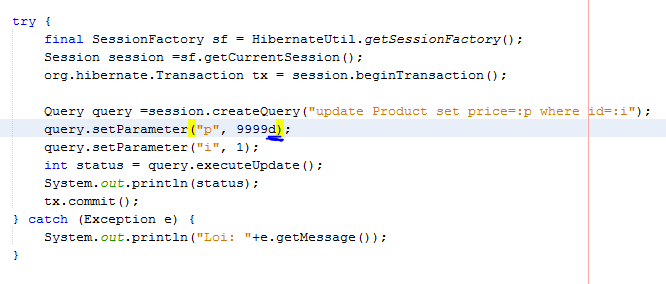 try {
final SessionFactory sf = HibernateUtil.getSessionFactory();
Session session =sf.getCurrentSession();
org.hibernate.Transaction tx = session.beginTransaction();
Query query =session.createQuery("update Product set price=:p where id=:i");
query.setParameter("p", 9999d);
query.setParameter("i", 1);
int status = query.executeUpdate();
System.out.println(status);
tx.commit();
} catch (Exception e) {
System.out.println("Loi: "+e.getMessage());
}